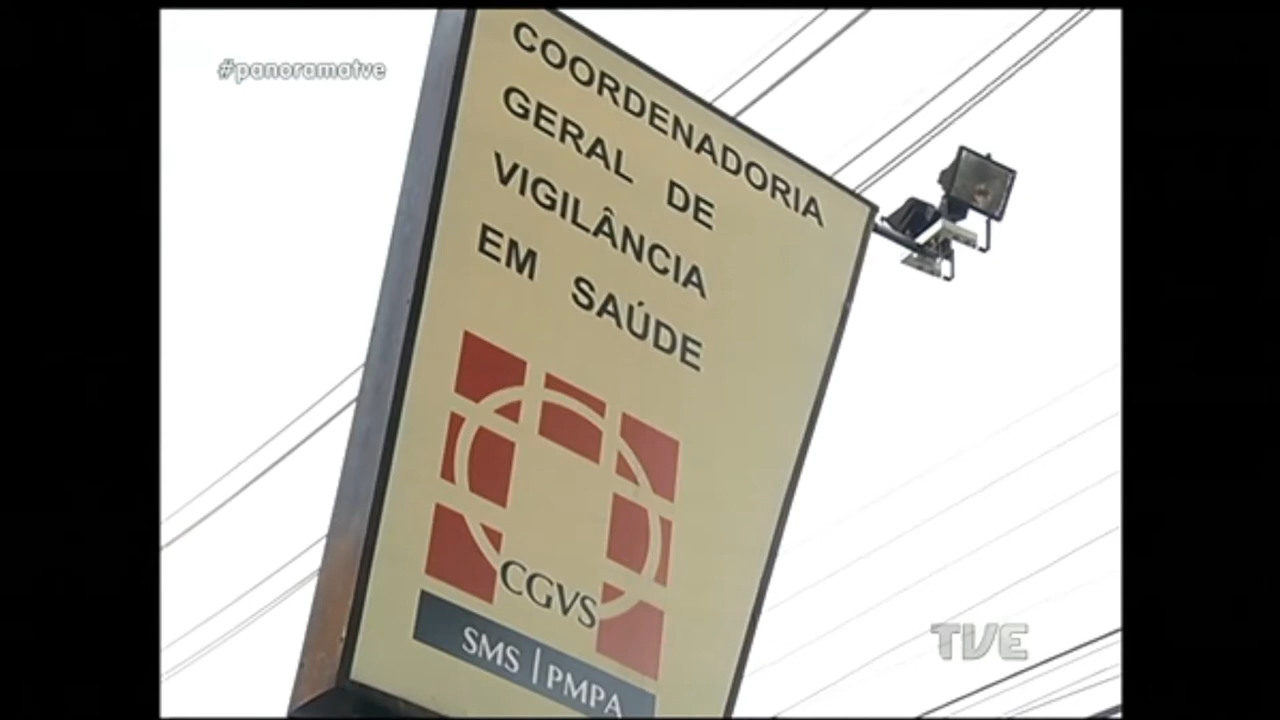 #panoramatve
COORDENADORIA
GERAL DE
VIGILÂNCIA
EM SAÚDE
CGVS
SMS | PMPA
TVE